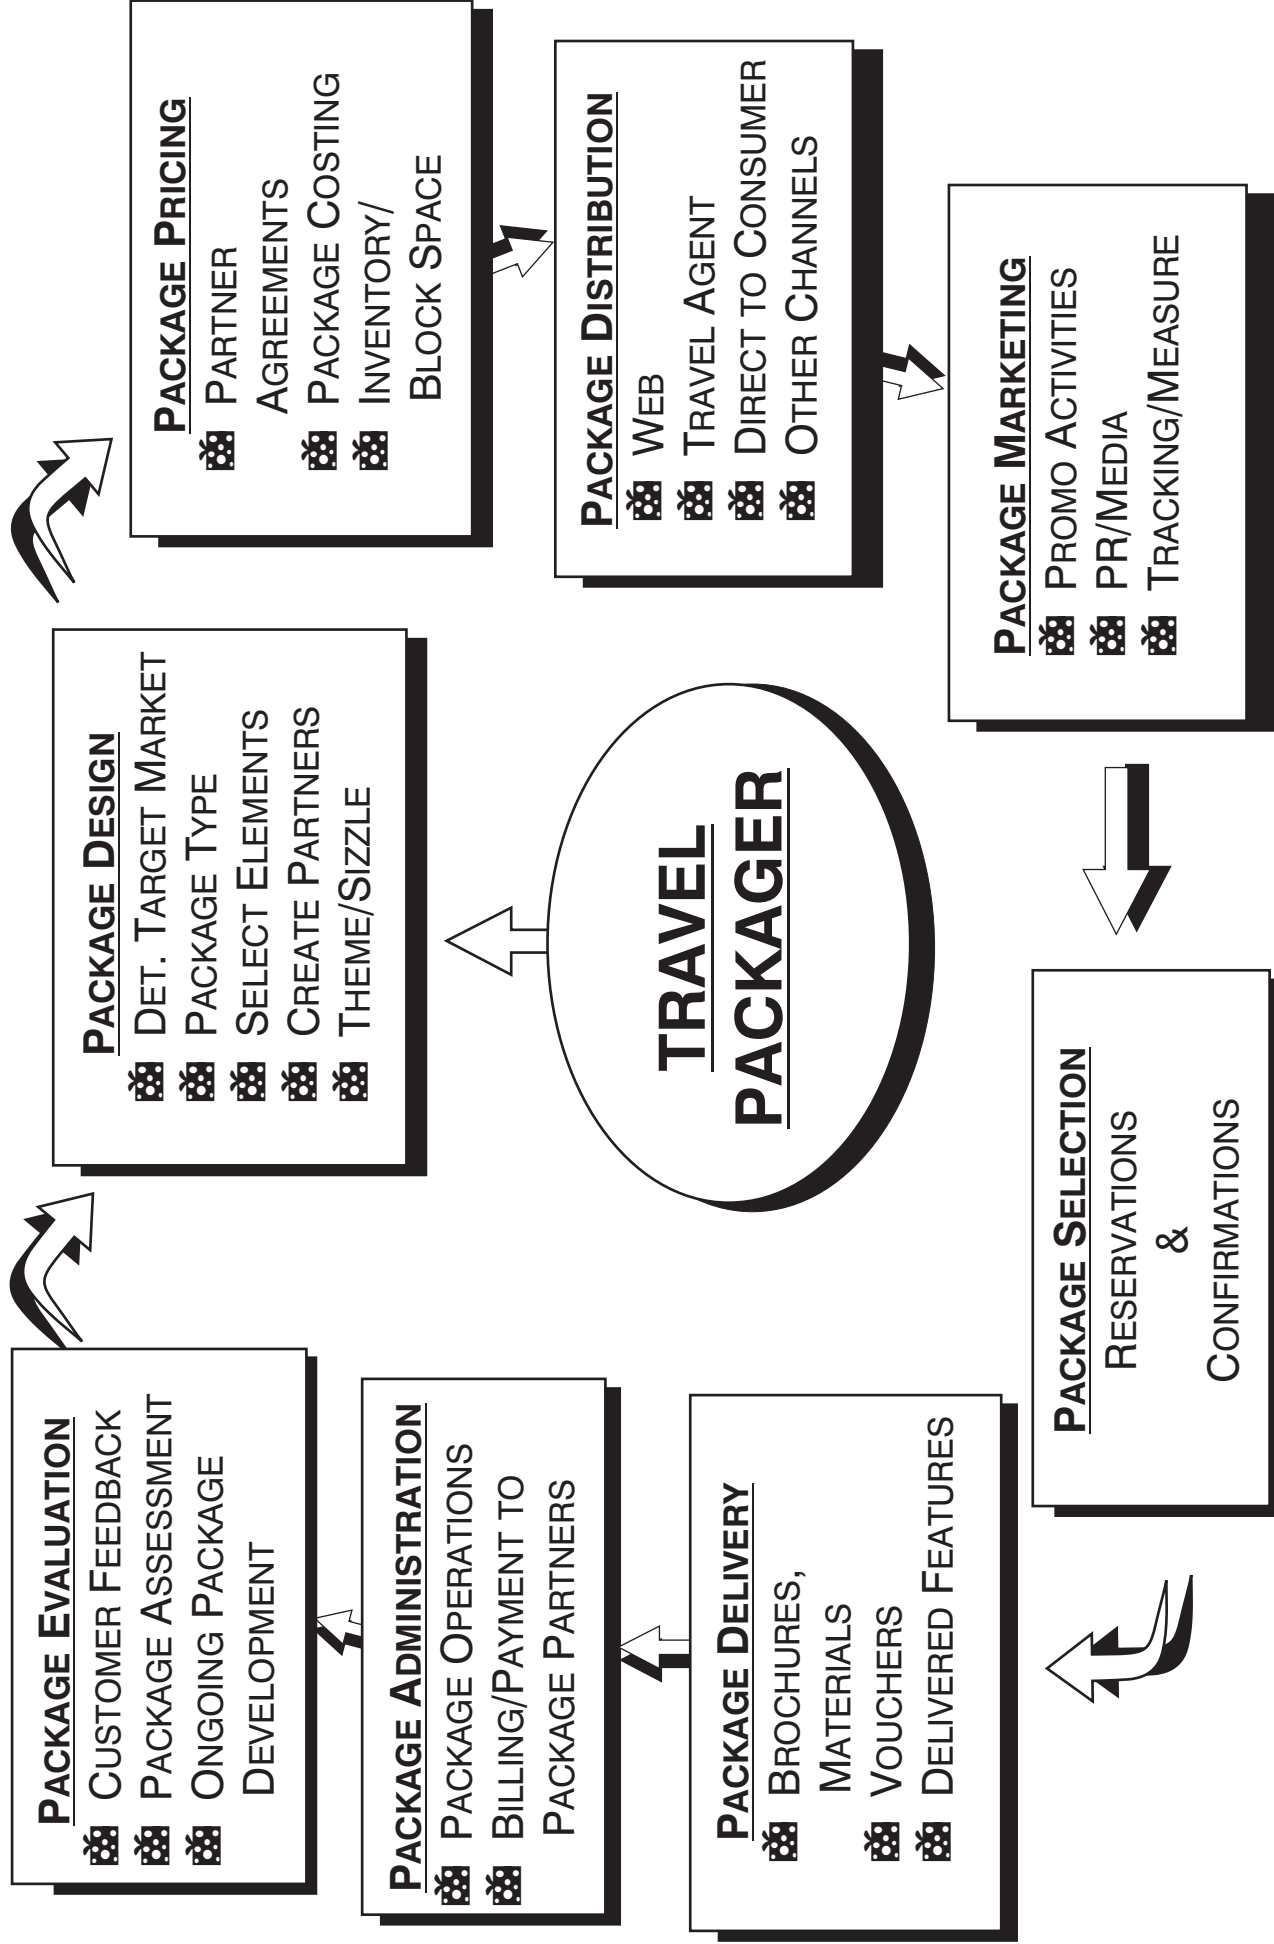 TRAVEL
PACKAGER
PACKAGE DESIGN
DET. TARGET MARKET
PACKAGE TYPE
SELECT ELEMENTS
CREATE PARTNERS
THEME/SIZZLE
PACKAGE PRICING
PARTNER
AGREEMENTS
PACKAGE COSTING
INVENTORY/
BLOCK SPACE
PACKAGE DISTRIBUTION
WEB
TRAVEL AGENT
DIRECT TO CONSUMER
OTHER CHANNELS
PACKAGE MARKETING
PROMO ACTIVITIES
PR/MEDIA
TRACKING/MEASURE
PACKAGE SELECTION
RESERVATIONS
&
CONFIRMATIONS
PACKAGE DELIVERY
BROCHURES,
MATERIALS
VOUCHERS
DELIVERED FEATURES
PACKAGE ADMINISTRATION
PACKAGE OPERATIONS
BILLING/PAYMENT TO
PACKAGE PARTNERS
PACKAGE EVALUATION
CUSTOMER FEEDBACK
PACKAGE ASSESSMENT
ONGOING PACKAGE
DEVELOPMENT